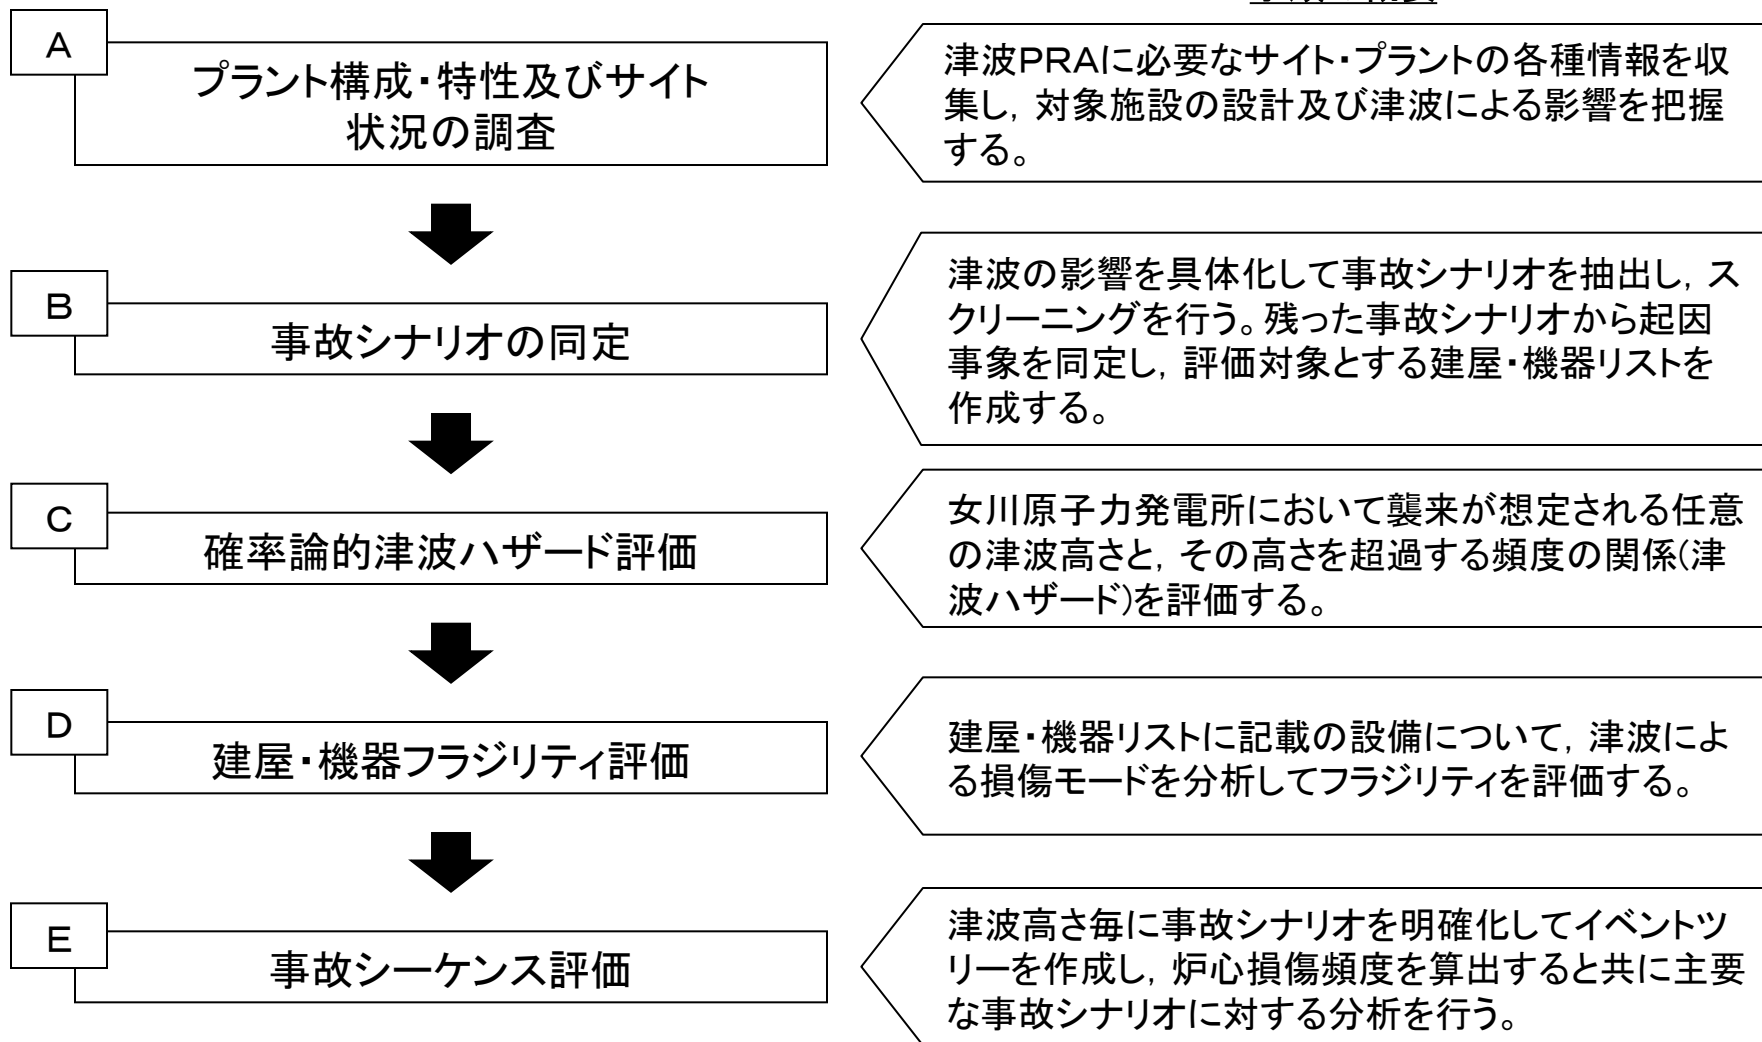 A
プラント構成・特性及びサイト
状況の調査
津波PRAに必要なサイト・プラントの各種情報を収
集し，対象施設の設計及び津波による影響を把握
する。
B
事故シナリオの同定
津波の影響を具体化して事故シナリオを抽出し，ス
クリーニングを行う。残った事故シナリオから起因
事象を同定し，評価対象とする建屋・機器リストを
作成する。
C
確率論的津波ハザード評価
女川原子力発電所において襲来が想定される任意
の津波高さと，その高さを超過する頻度の関係(津
波ハザード)を評価する。
D
建屋・機器フラジリティ評価
建屋・機器リストに記載の設備について，津波によ
る損傷モードを分析してフラジリティを評価する。
E
事故シーケンス評価
津波高さ毎に事故シナリオを明確化してイベントツ
リーを作成し，炉心損傷頻度を算出すると共に主要
な事故シナリオに対する分析を行う。